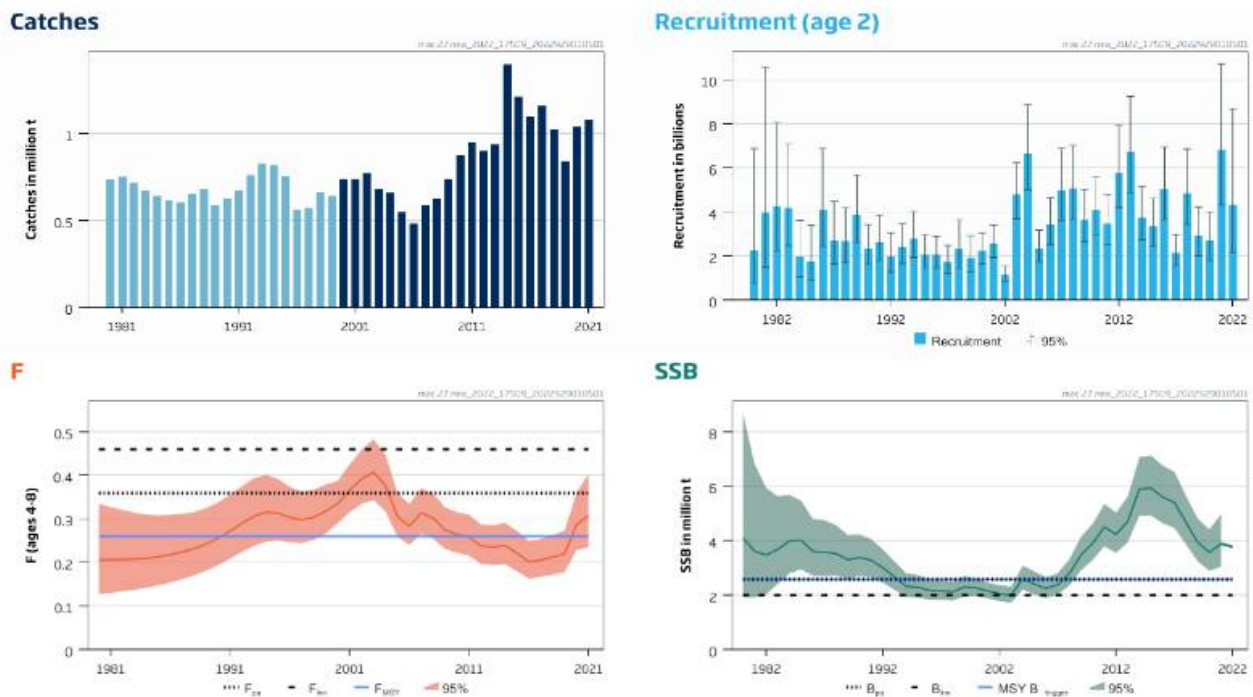 Catches
Recruitment (age 2)
Catches in million t
1
0.5
0
1981
1991
2001
2011
2021
Recruitment in billions
10
8
6
4
2
0
1982
1992
2002
2012
2022
Recruitment
95%
F
SSB
F (ages 4-8)
0.5
0.4
0.3
0.2
0.1
0
1981
1991
2001
2011
2021
F
F
F MSY
95%
SSB in million t
8
6
4
2
0
1982
1992
2002
2012
2022
B
B
MSY B trigger
95%